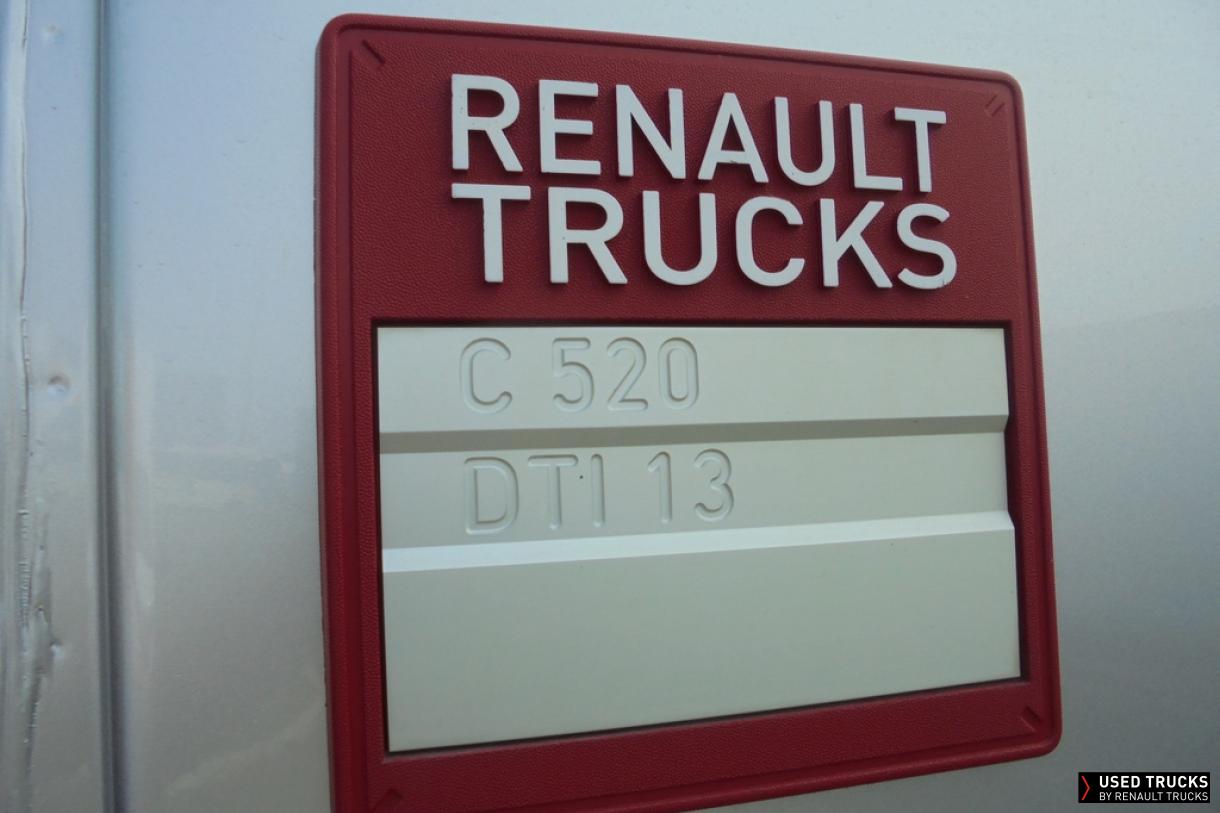 RENAULT
TRUCKS
C 520
DTI 13
USED TRUCKS
BY RENAULT TRUCKS